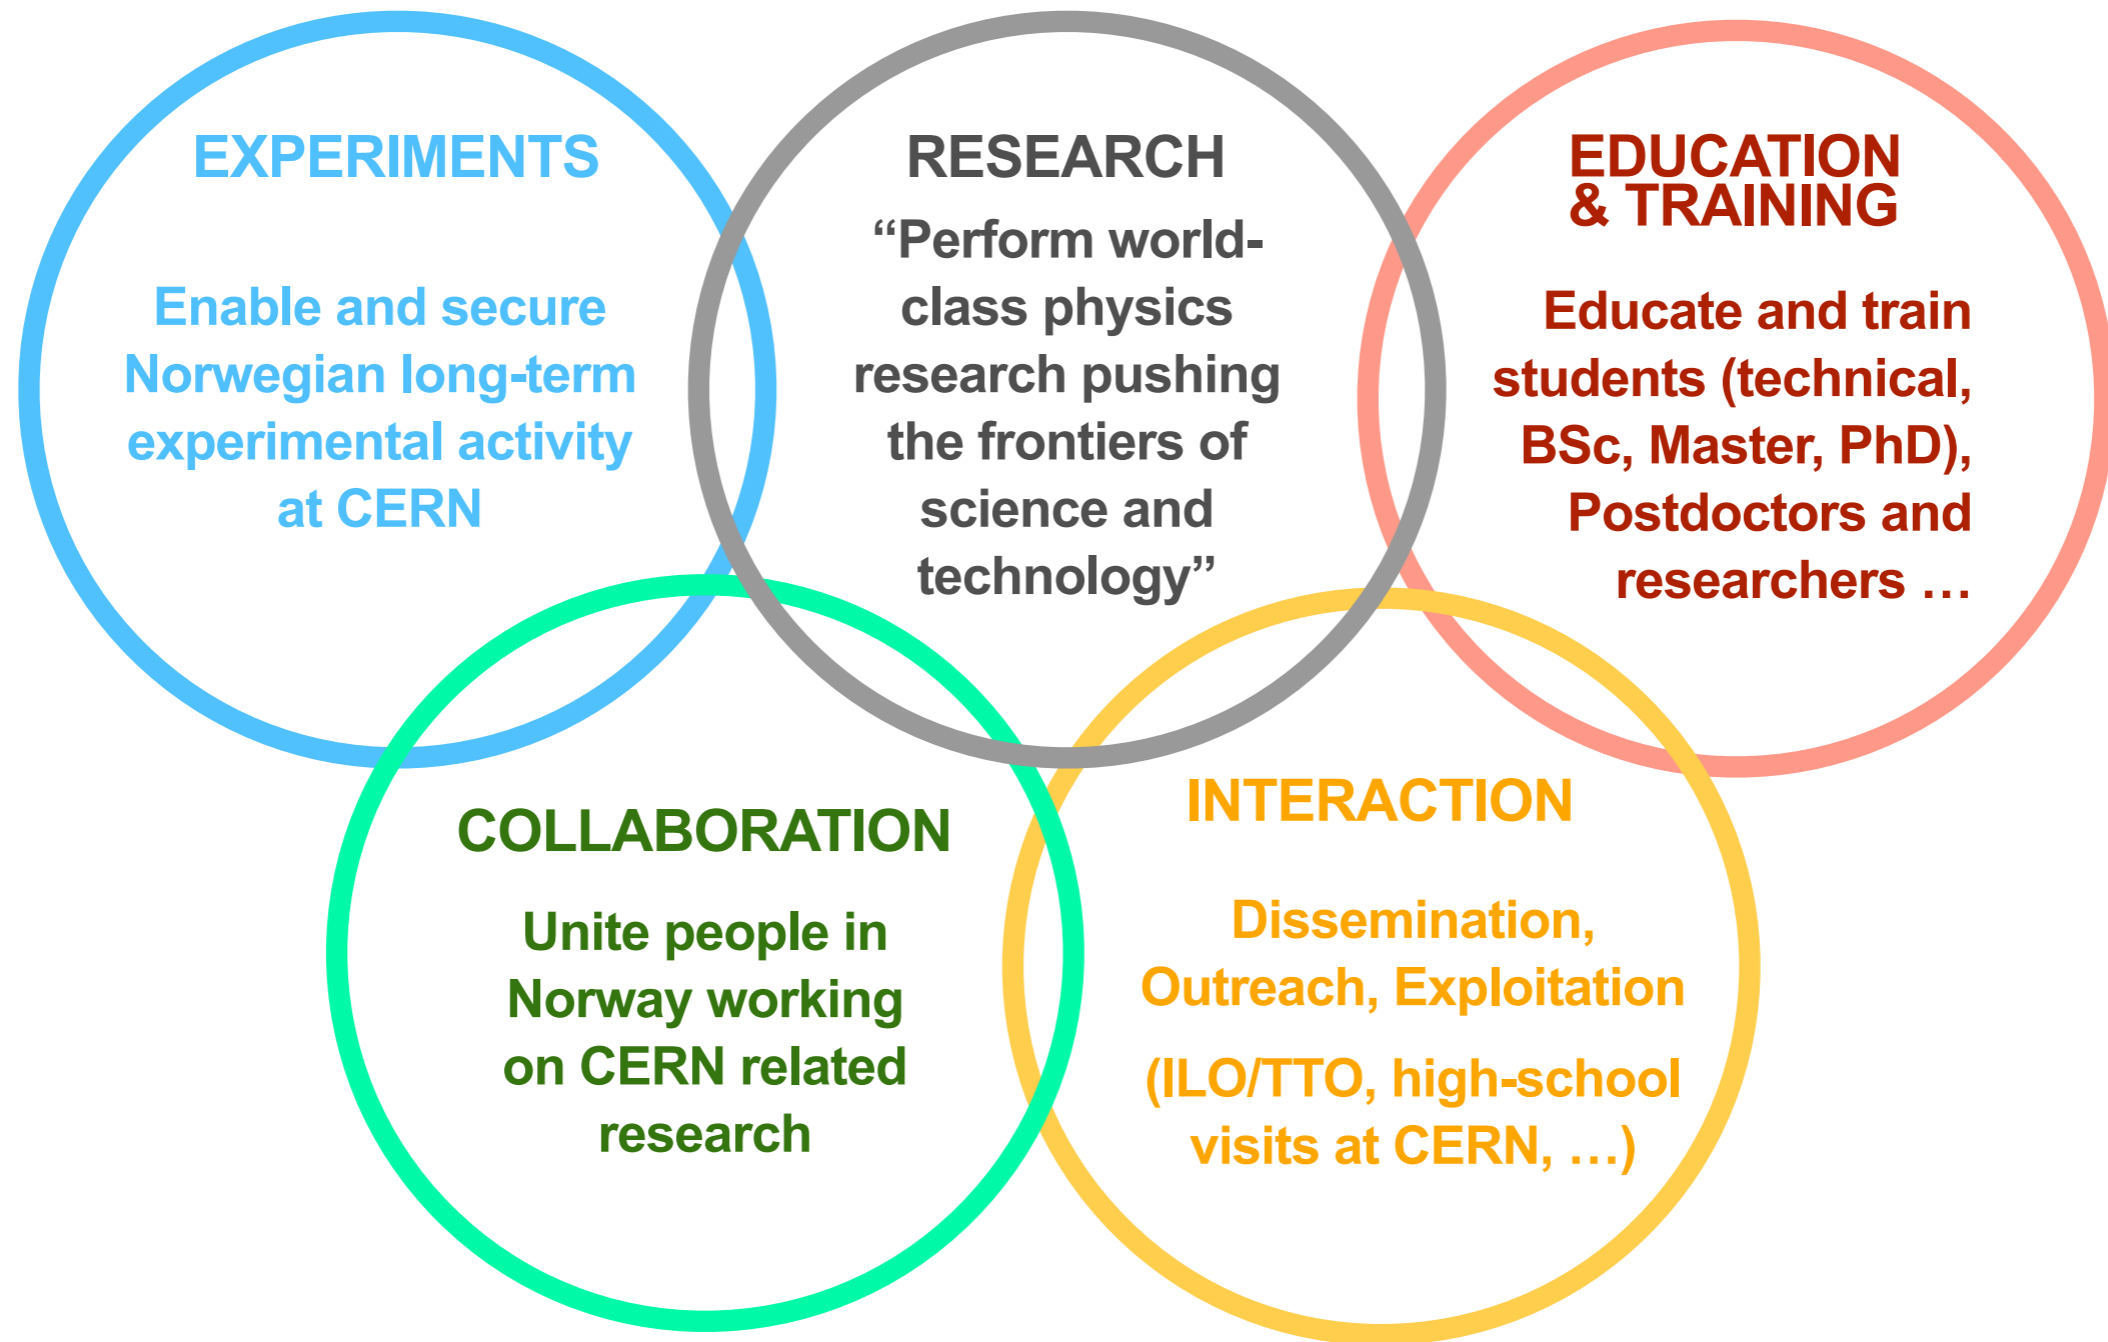 EXPERIMENTS
Enable and secure
Norwegian long-term
experimental activity
at CERN
RESEARCH
“Perform world-
class physics
research pushing
the frontiers of
science and
technology”
EDUCATION
& TRAINING
Educate and train
students (technical,
BSc, Master, PhD),
Postdoctors and
researchers …
COLLABORATION
Unite people in
Norway working
on CERN related
research
INTERACTION
Dissemination,
Outreach, Exploitation
(ILO/TTO, high-school
visits at CERN, …)